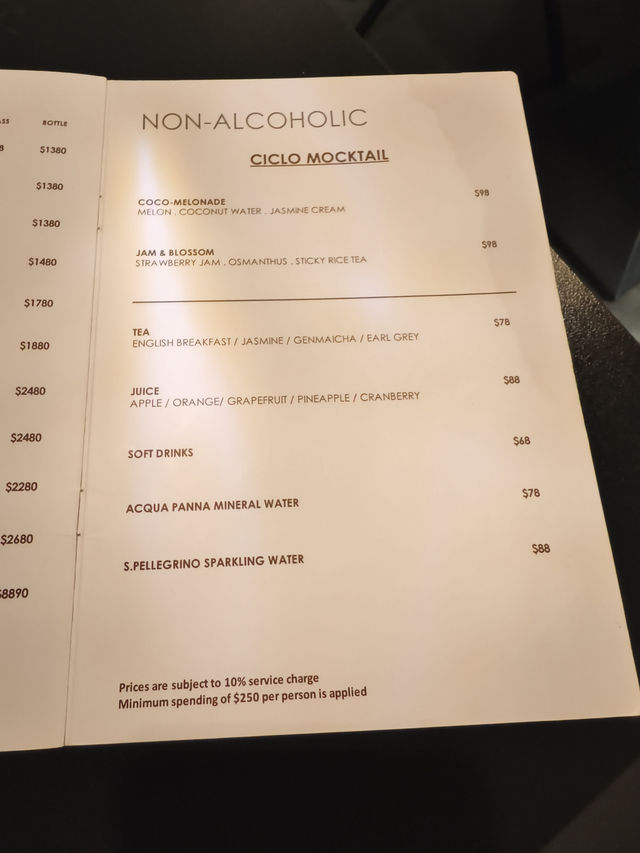 BOTTLE
$1380
$1380
$1380
$1480
$1780
$1880
$2480
$2480
$2280
$2680
$8890
NON-ALCOHOLIC
CICLO MOCKTAIL
COCO-MELONADE $98
MELON . COCONUT WATER . JASMINE CREAM
JAM & BLOSSOM $98
STRAWBERRY JAM . OSMANTHUS . STICKY RICE TEA
TEA $78
ENGLISH BREAKFAST / JASMINE / GENMAICHA / EARL GREY
JUICE $88
APPLE / ORANGE/ GRAPEFRUIT / PINEAPPLE / CRANBERRY
SOFT DRINKS $68
ACQUA PANNA MINERAL WATER $78
S.PELLEGRINO SPARKLING WATER $88
Prices are subject to 10% service charge
Minimum spending of $250 per person is applied